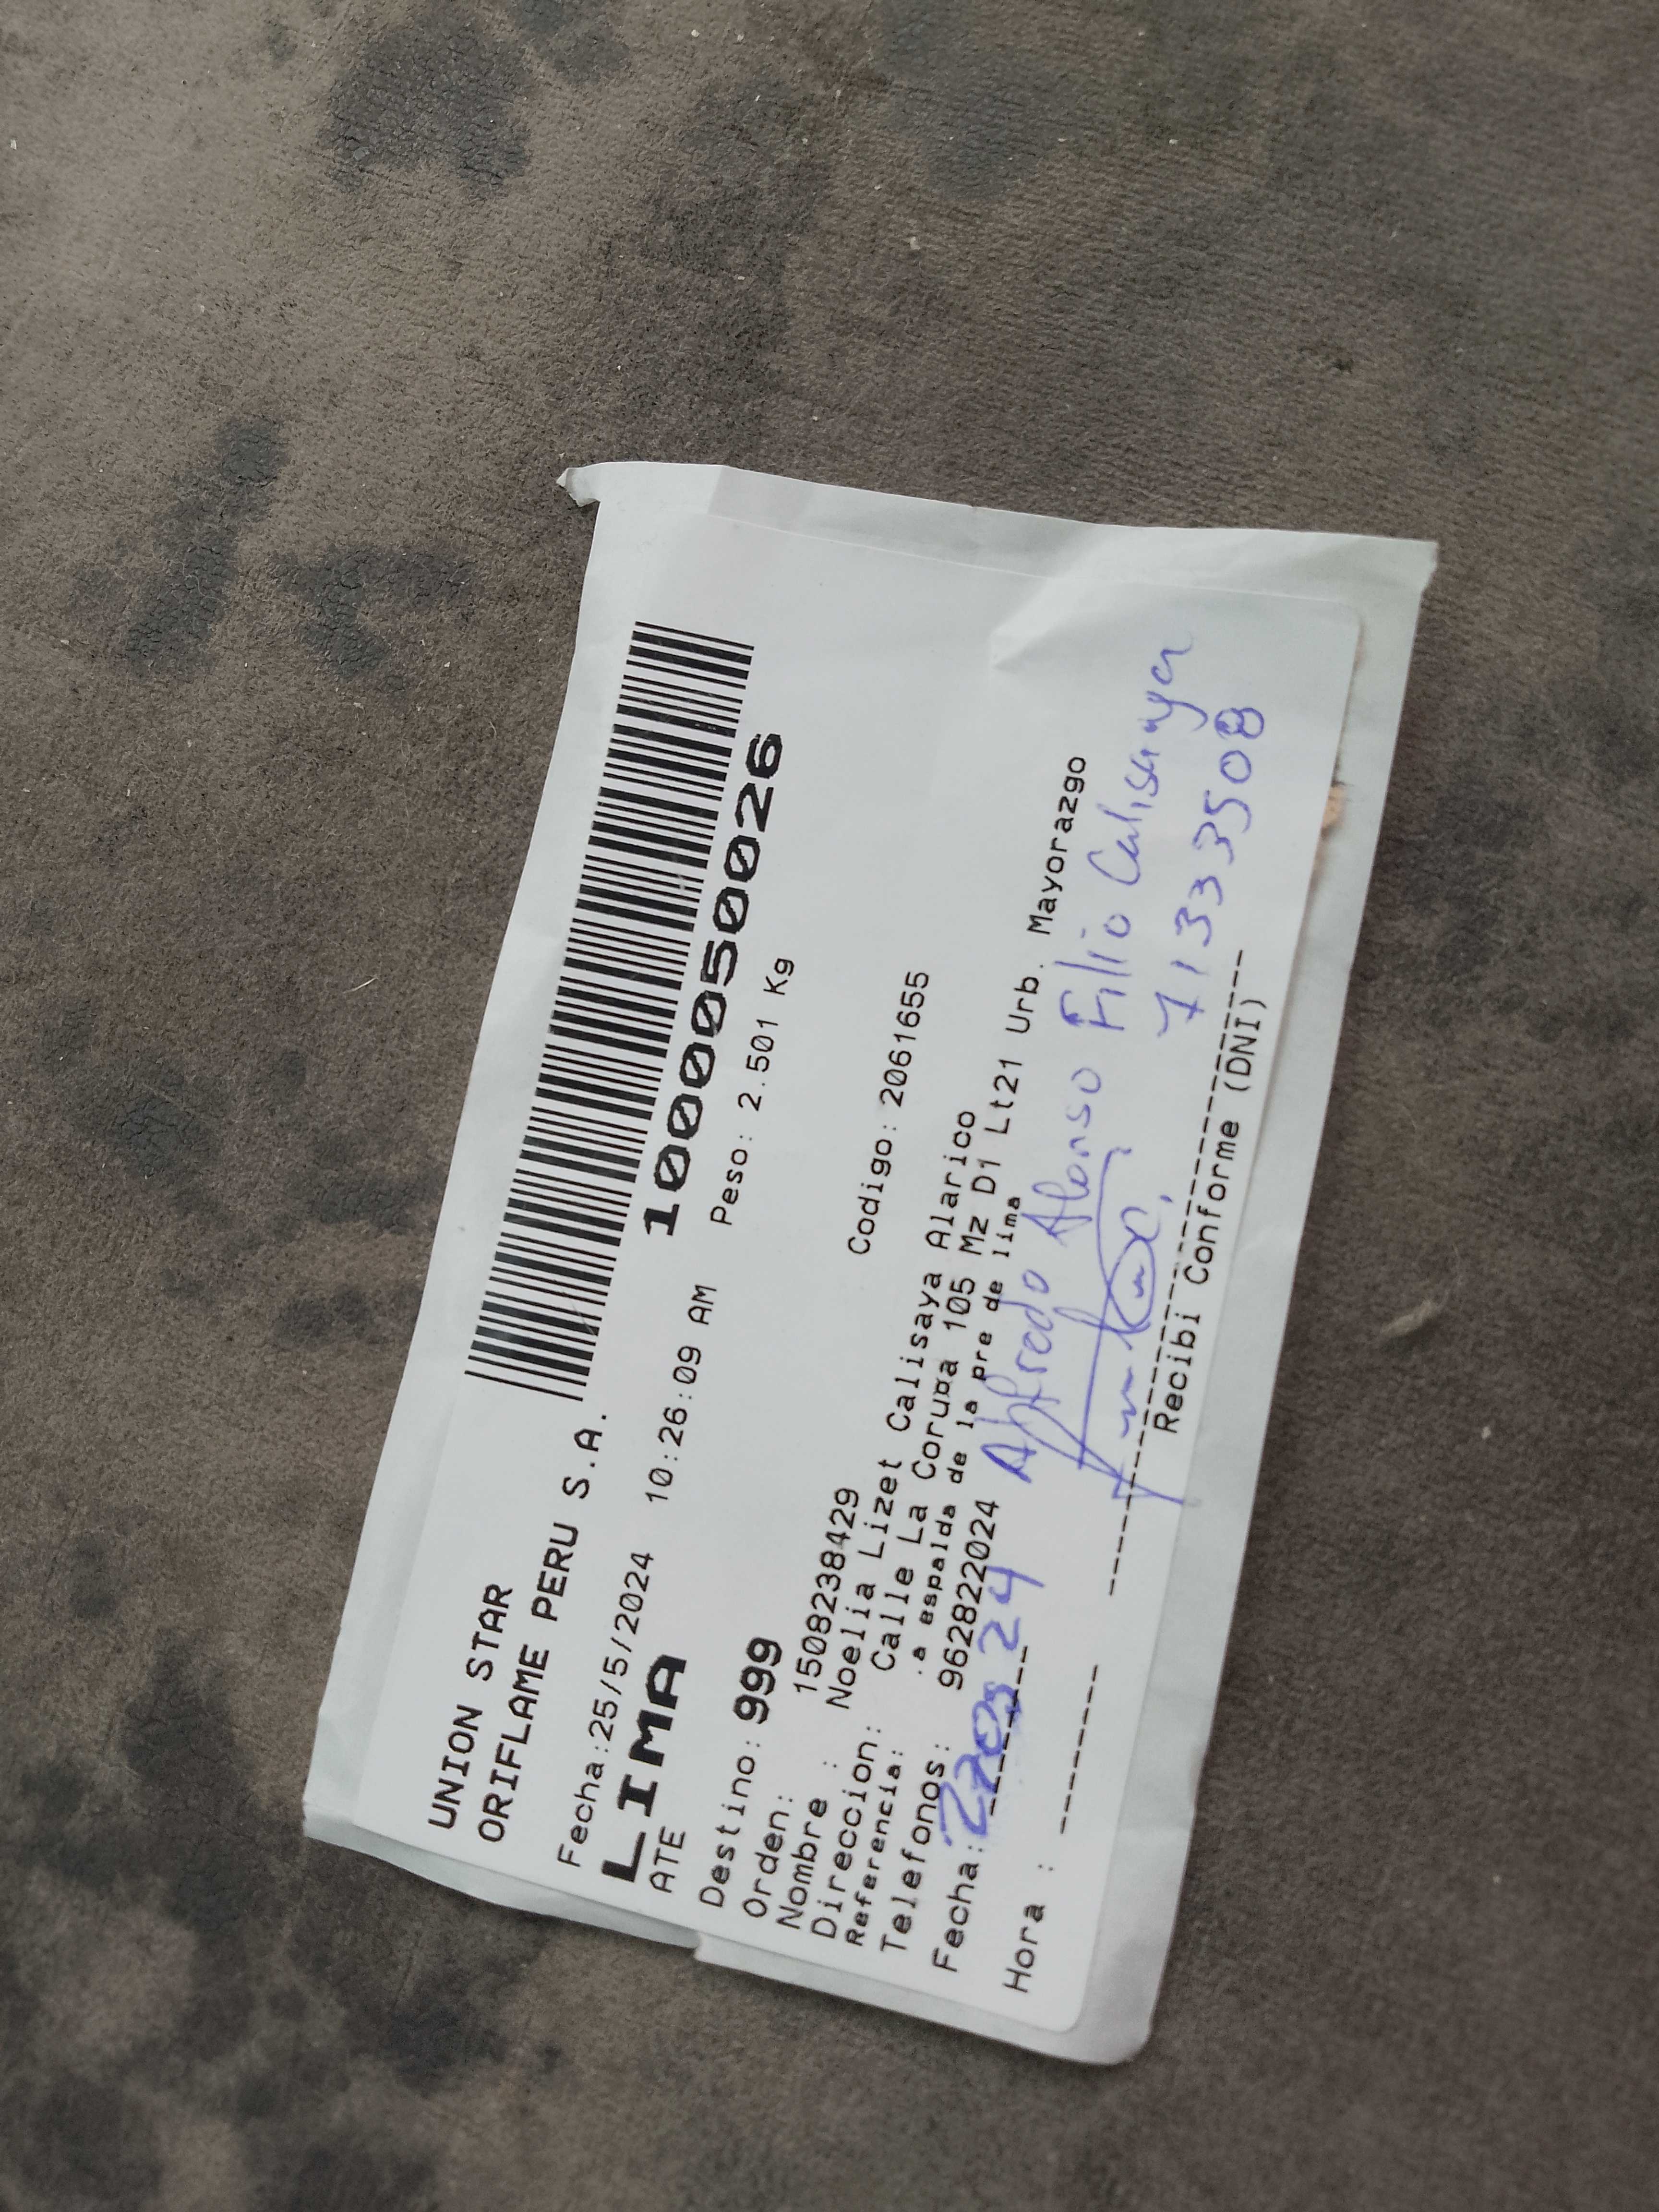 UNION STAR
ORIFLAME PERU S.A.
10000500026
Fecha:25/5/2024 10:26:09 AM Peso: 2.501 Kg
LIMA
ATE
Destino: 999
Orden: 1508238429 Codigo: 2061655
Nombre : Noelia Lizet Calisaya Alarico
Direccion: Calle La Coruña 105 Mz D1 Lt21 Urb. Mayorazgo
Referencia: .a espalda de la pre de lima
Telefonos: 962822024
Fecha: 270524 Alfredo Alonso Filio Calisaya
71333508
Hora :
Recibi Conforme (DNI)